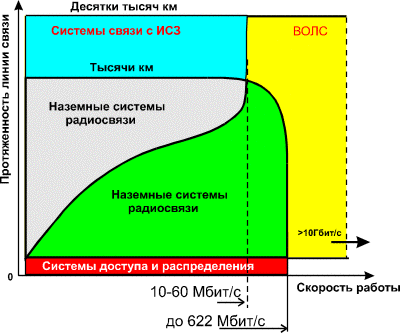 Десятки тысяч км
Системы связи с ИСЗ
ВОЛС
Тысячи км
Протяженность линии связи
Наземные системы
радиосвязи
Наземные системы
радиосвязи
>10Гбит/с
Системы доступа и распределения
0
10-60 Мбит/с
Скорость работы
до 622 Мбит/с